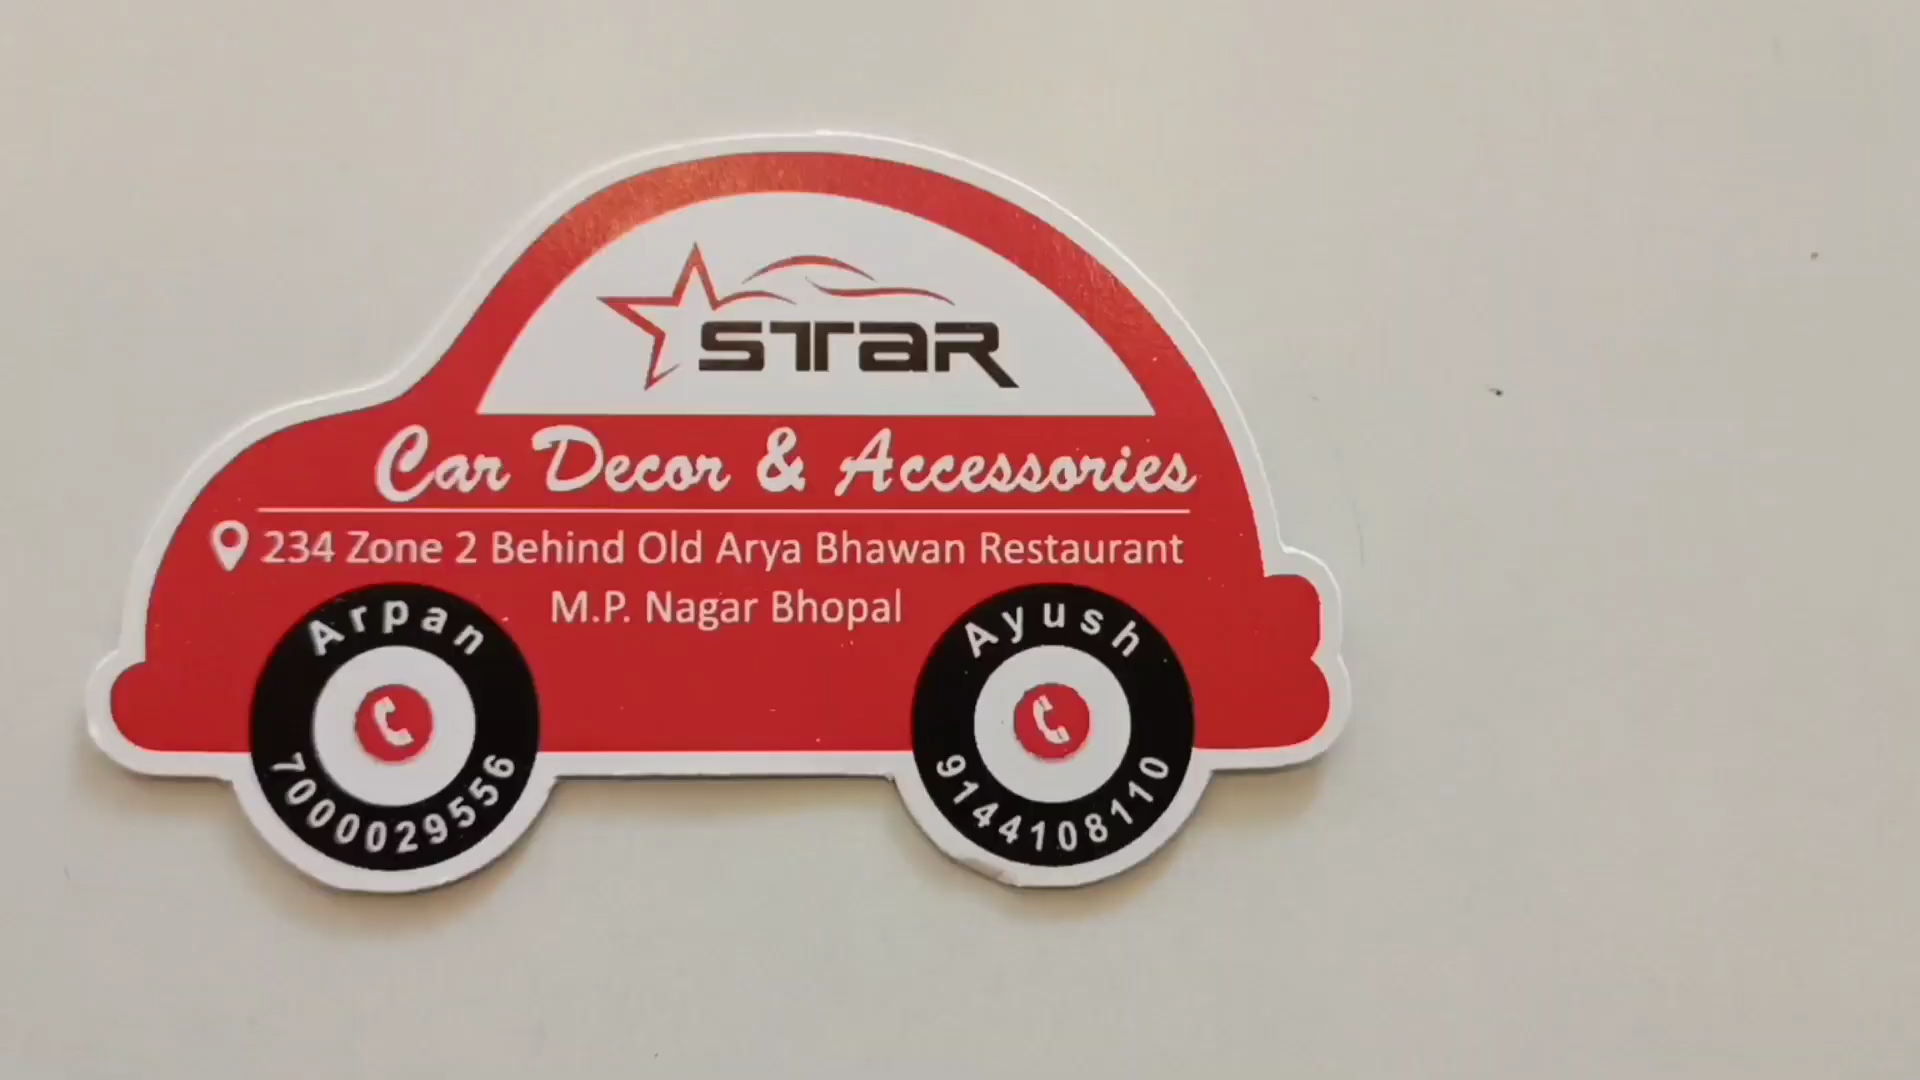 STaR
Car Decor & Accessories
234 Zone 2 Behind Old Arya Bhawan Restaurant
M.P. Nagar Bhopal
Arpan
7000029556
Ayush
9144108110